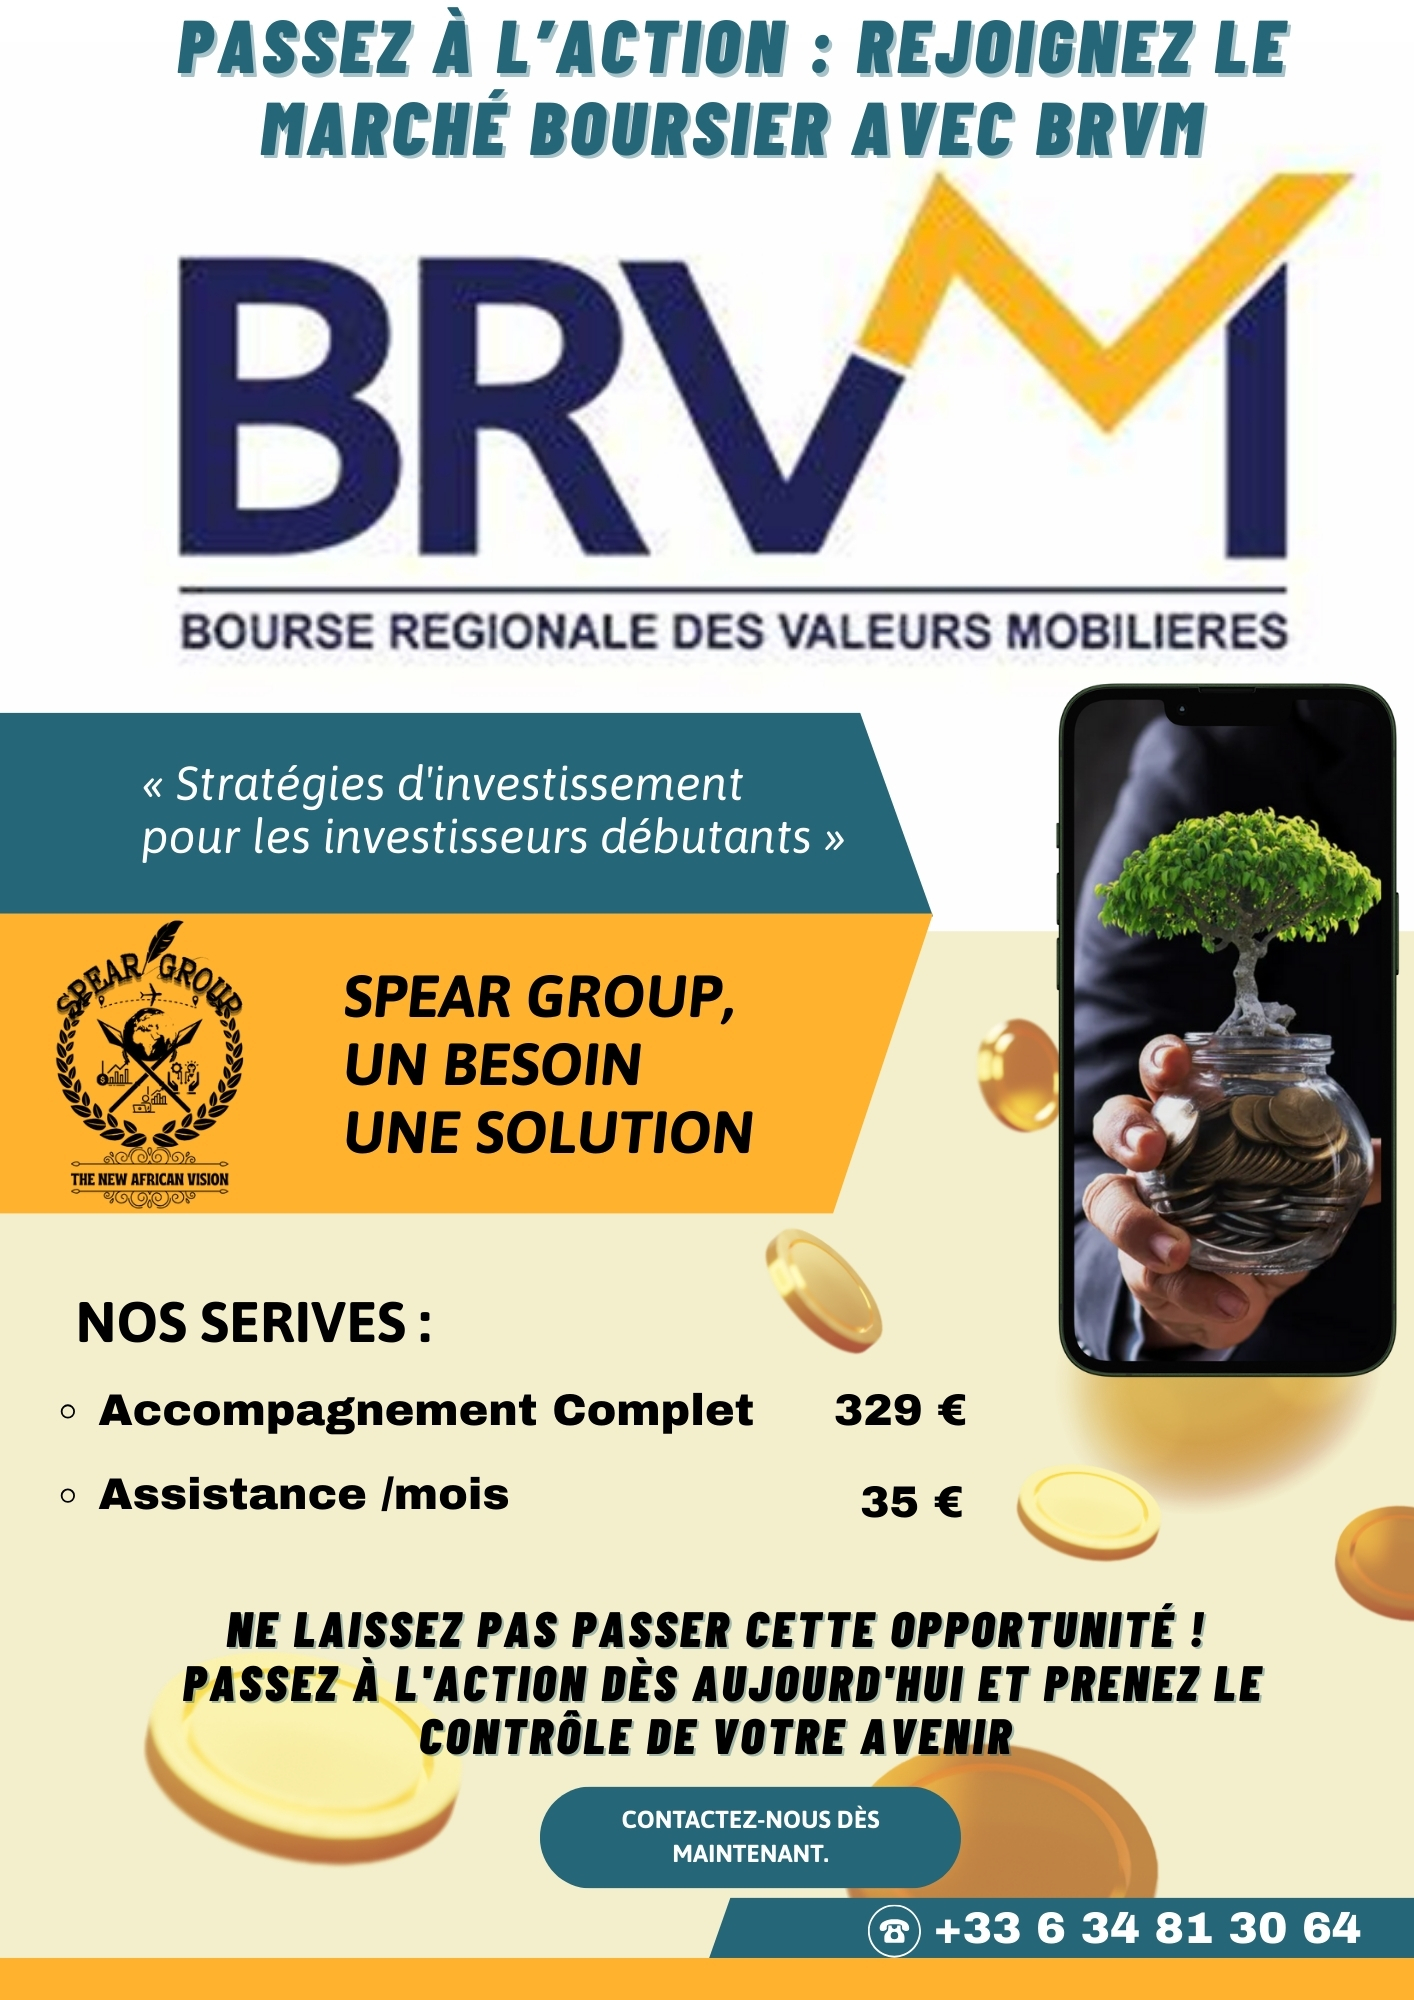 PASSEZ À L’ACTION : REJOIGNEZ LE
MARCHÉ BOURSIER AVEC BRVM
BRVM
BOURSE REGIONALE DES VALEURS MOBILIERES
« Stratégies d'investissement
pour les investisseurs débutants »
SPEAR GROUP
THE NEW AFRICAN VISION
SPEAR GROUP,
UN BESOIN
UNE SOLUTION
NOS SERIVES :
Accompagnement Complet 329 €
Assistance /mois 35 €
NE LAISSEZ PAS PASSER CETTE OPPORTUNITÉ !
PASSEZ À L'ACTION DÈS AUJOURD'HUI ET PRENEZ LE
CONTRÔLE DE VOTRE AVENIR
CONTACTEZ-NOUS DÈS
MAINTENANT.
+33 6 34 81 30 64